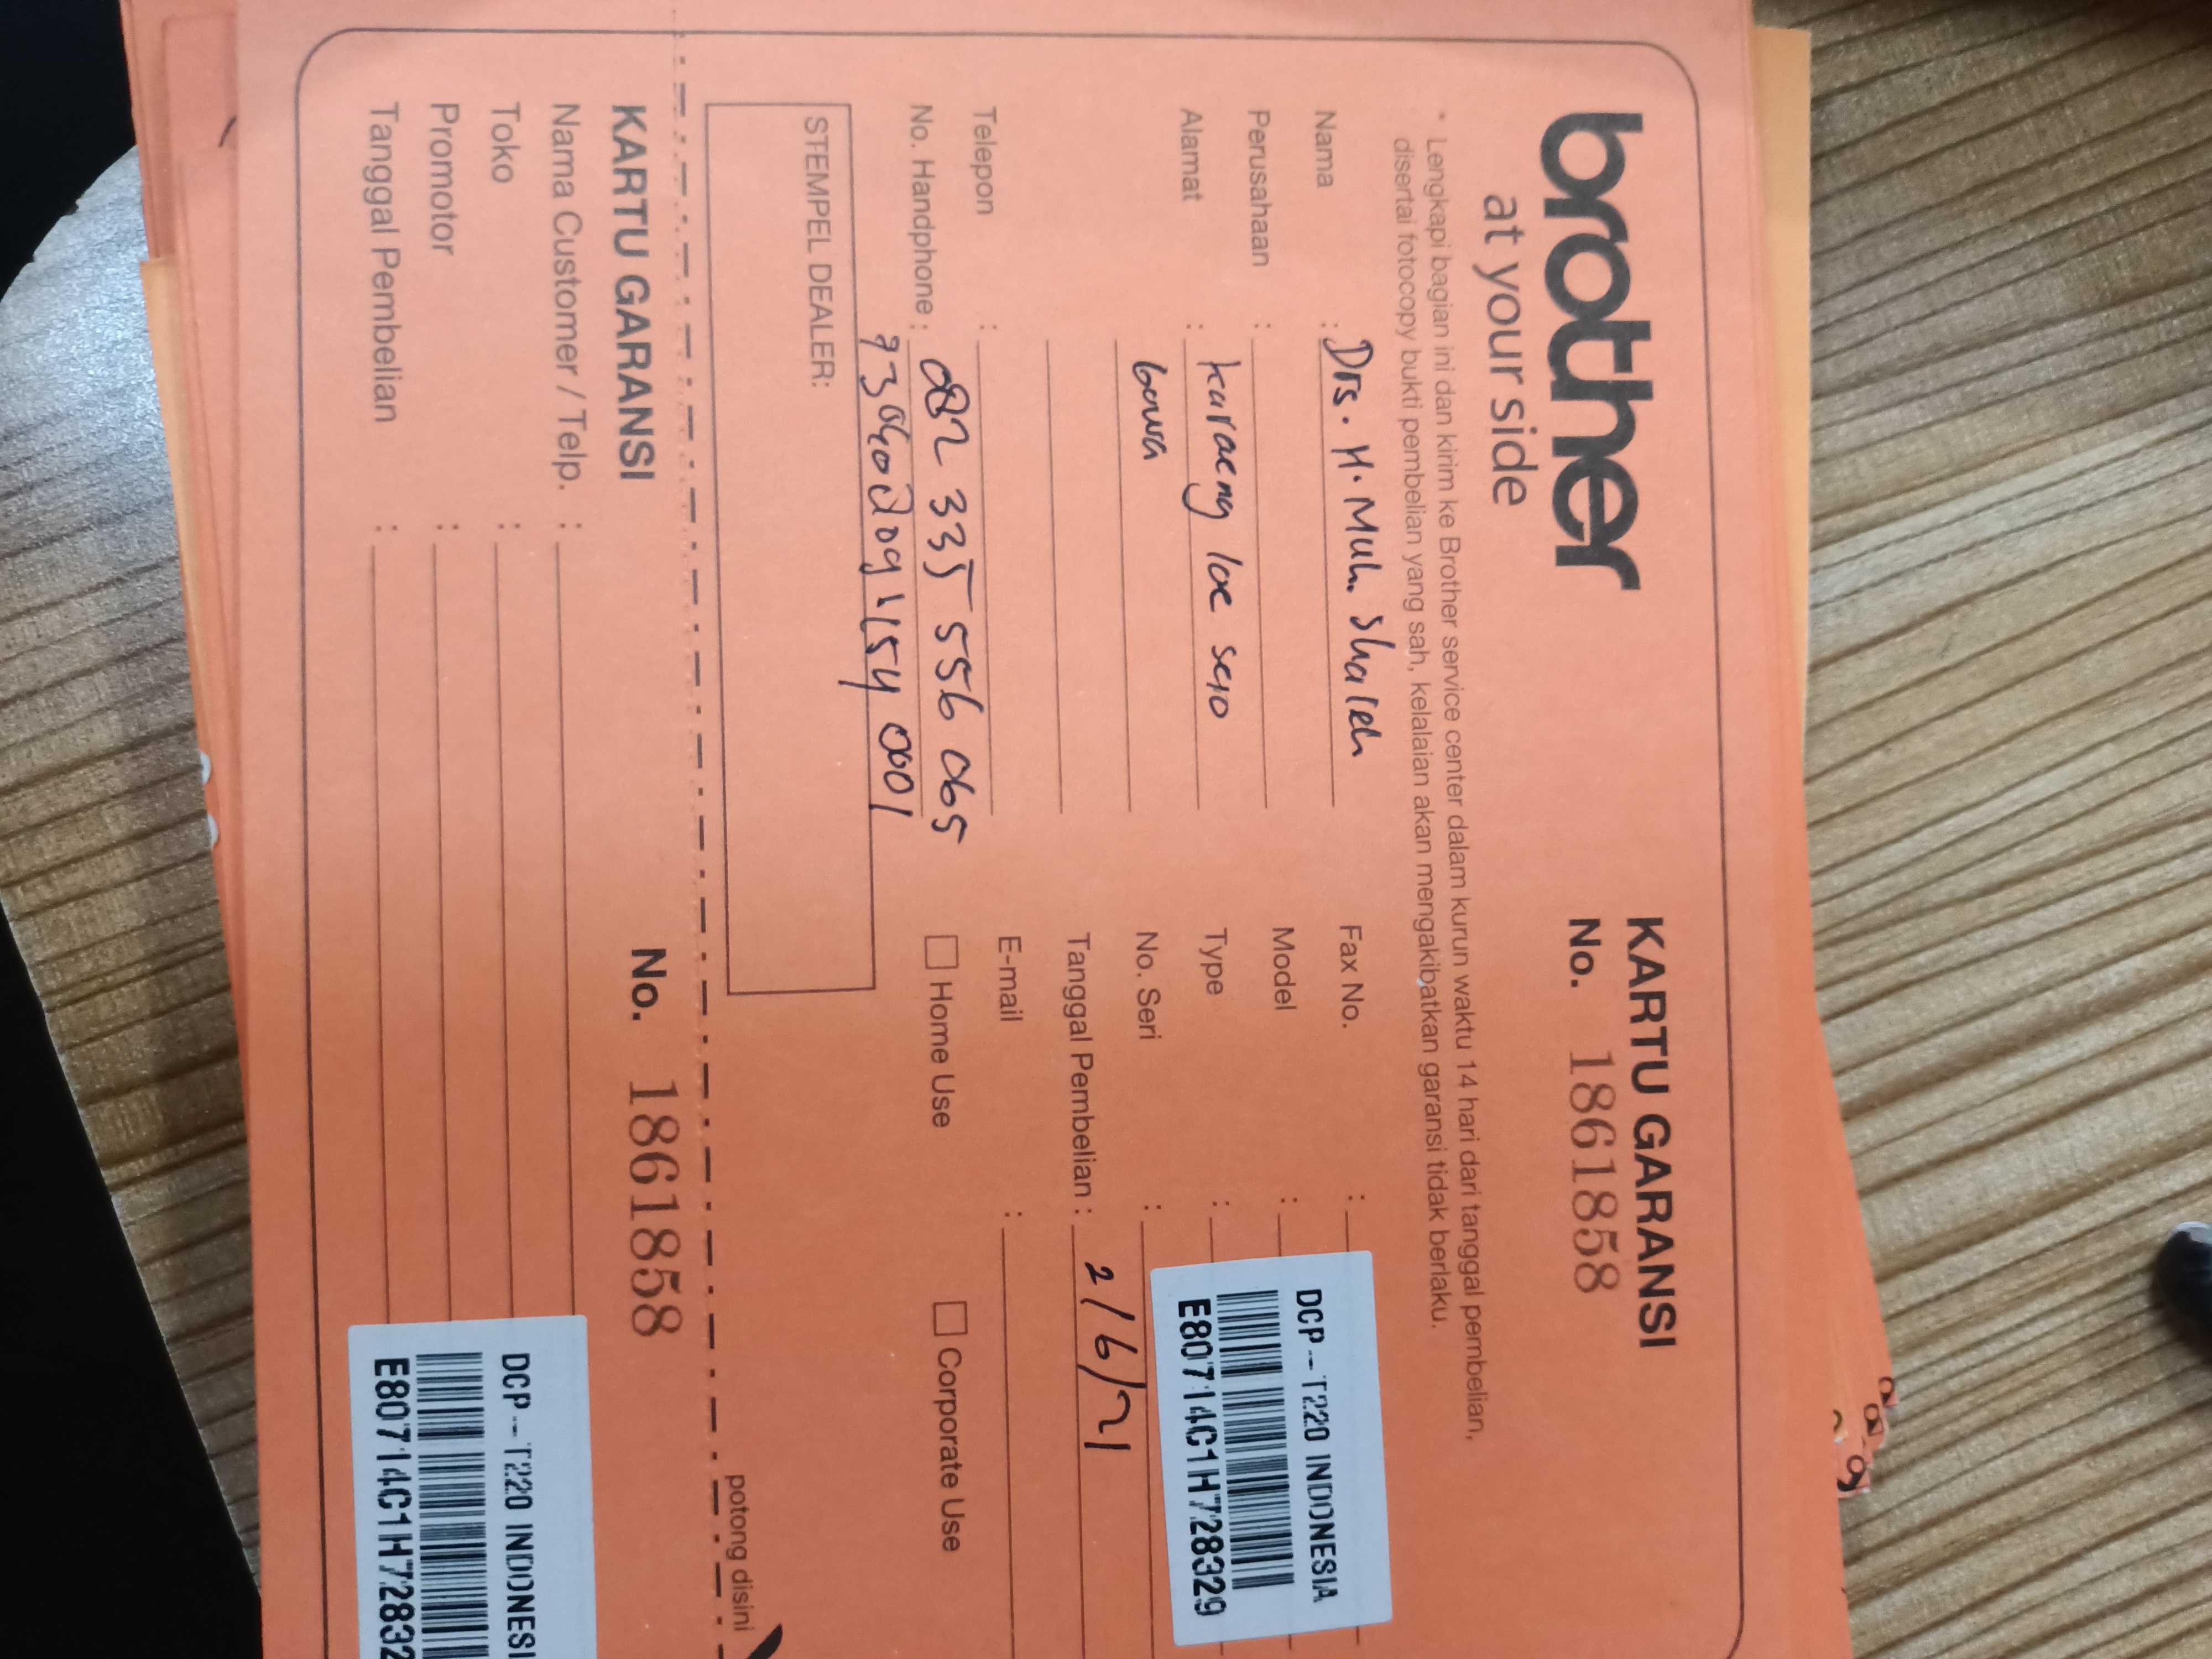 brother
at your side
KARTU GARANSI
No. 1861858
* Lengkapi bagian ini dan kirim ke Brother service center dalam kurun waktu 14 hari dari tanggal pembelian,
disertai fotocopy bukti pembelian yang sah, kelalaian akan mengakibatkan garansi tidak berlaku.
Nama : Drs. H. Muh. Shaleh
Perusahaan :
Alamat : karaeng loe sero
Gowa
Telepon :
No. Handphone : 082 335 556 065
STEMPEL DEALER:
Fax No. :
Model :
Type :
No. Seri :
DCP-T220 INDONESIA
E80714C1H728329
Tanggal Pembelian : 2/6/21
E-mail :
Home Use
Corporate Use
potong disini
KARTU GARANSI
No. 1861858
Nama Customer / Telp. :
Toko :
Promotor :
Tanggal Pembelian :
DCP-T220 INDONESI
E80714C1H72832